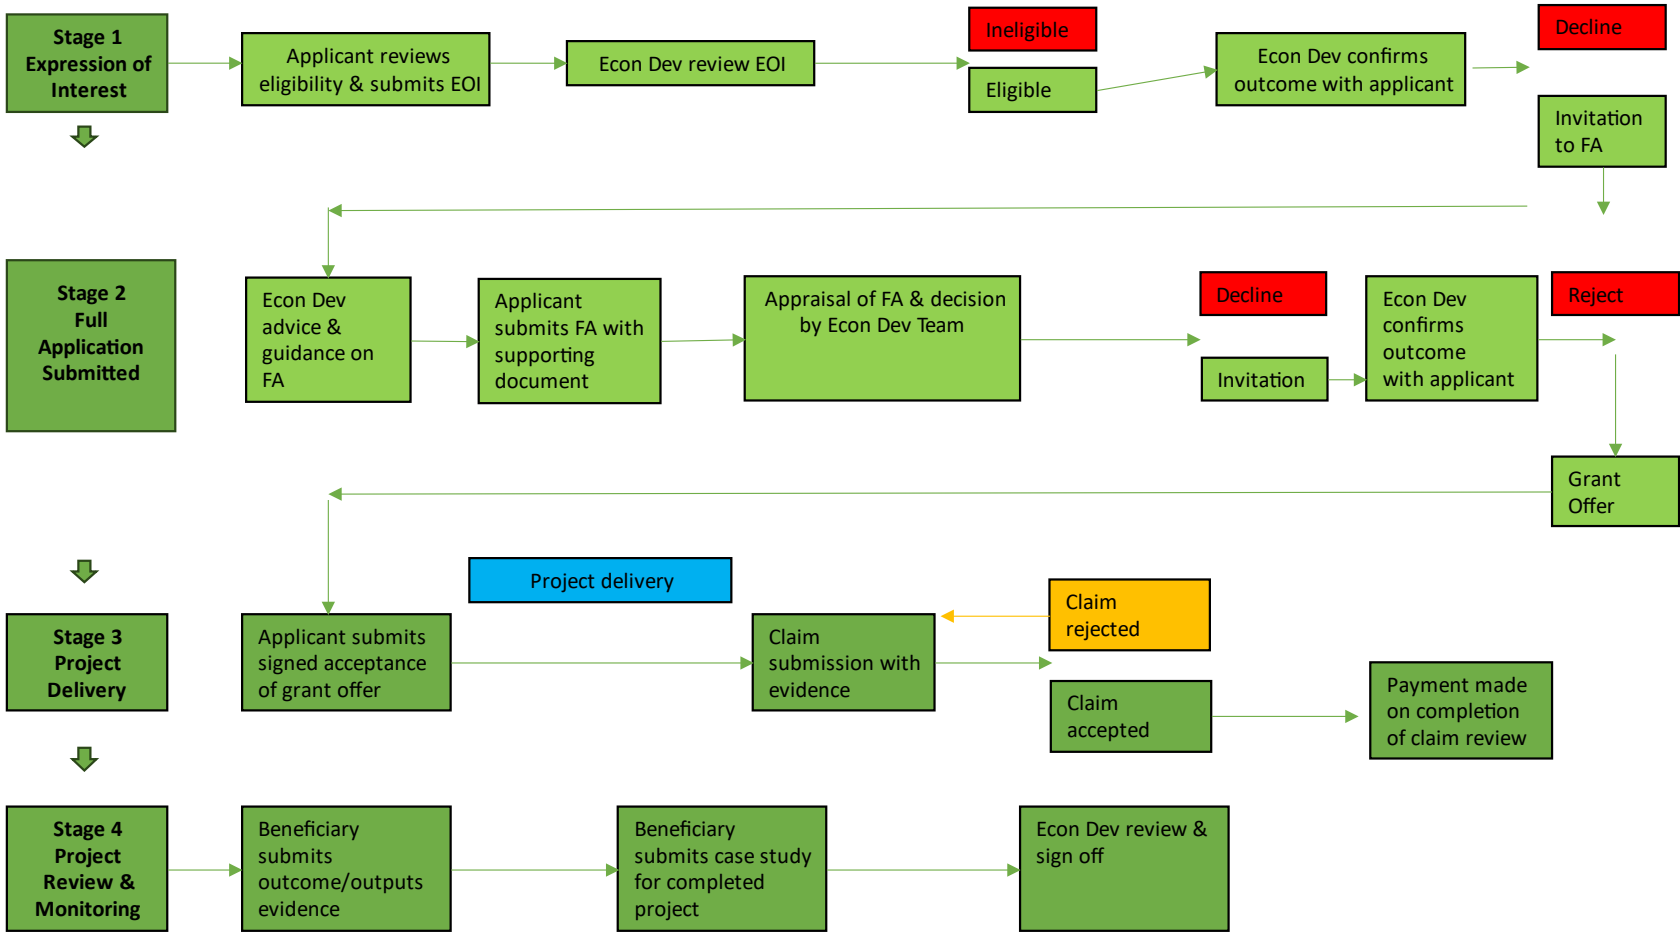 Stage 1
Expression of
Interest
Applicant reviews
eligibility & submits EOI
Econ Dev review EOI
Ineligible
Eligible
Econ Dev confirms
outcome with applicant
Decline
Invitation
to FA
Stage 2
Full
Application
Submitted
Econ Dev
advice &
guidance on
FA
Applicant
submits FA with
supporting
document
Appraisal of FA & decision
by Econ Dev Team
Decline
Invitation
Econ Dev
confirms
outcome
with applicant
Reject
Grant
Offer
Stage 3
Project
Delivery
Applicant submits
signed acceptance
of grant offer
Project delivery
Claim
submission with
evidence
Claim
rejected
Claim
accepted
Payment made
on completion
of claim review
Stage 4
Project
Review &
Monitoring
Beneficiary
submits
outcome/outputs
evidence
Beneficiary
submits case study
for completed
project
Econ Dev review &
sign off